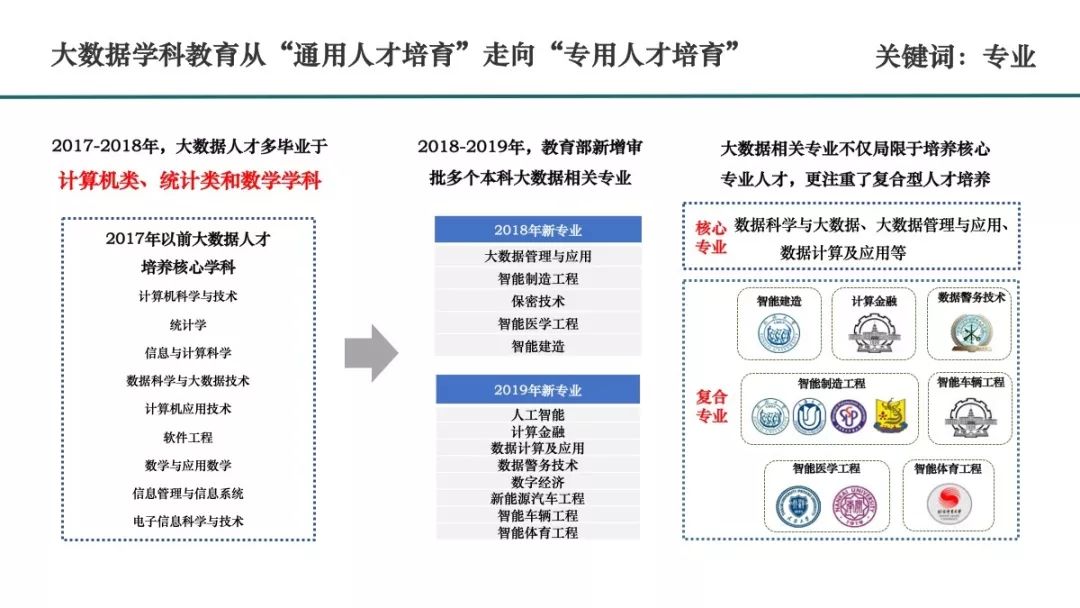 大数据学科教育从“通用人才培育”走向“专用人才培育”
关键词：专业
2017-2018年，大数据人才多毕业于
计算机类、统计类和数学学科
2017年以前大数据人才
培养核心学科
计算机科学与技术
统计学
信息与计算科学
数据科学与大数据技术
计算机应用技术
软件工程
数学与应用数学
信息管理与信息系统
电子信息科学与技术
2018-2019年，教育部新增审
批多个本科大数据相关专业
2018年新专业
大数据管理与应用
智能制造工程
保密技术
智能医学工程
智能建造
2019年新专业
人工智能
计算金融
数据计算及应用
数据警务技术
数字经济
新能源汽车工程
智能车辆工程
智能体育工程
大数据相关专业不仅局限于培养核心
专业人才，更注重了复合型人才培养
核心
专业
数据科学与大数据、大数据管理与应用、
数据计算及应用等
复合
专业
智能建造
计算金融
数据警务技术
智能制造工程
智能车辆工程
智能医学工程
智能体育工程
NANKAI UNIVERSITY
1919